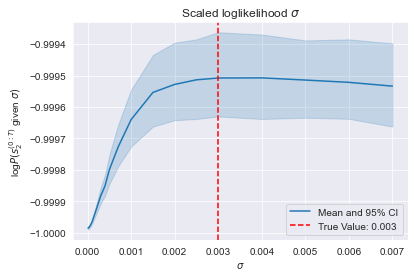 Scaled loglikelihood σ
logP(s₂^(0:7) given σ)
−0.9994
−0.9995
−0.9996
−0.9997
−0.9998
−0.9999
−1.0000
Mean and 95% CI
True Value: 0.003
0.000 0.001 0.002 0.003 0.004 0.005 0.006 0.007
σ